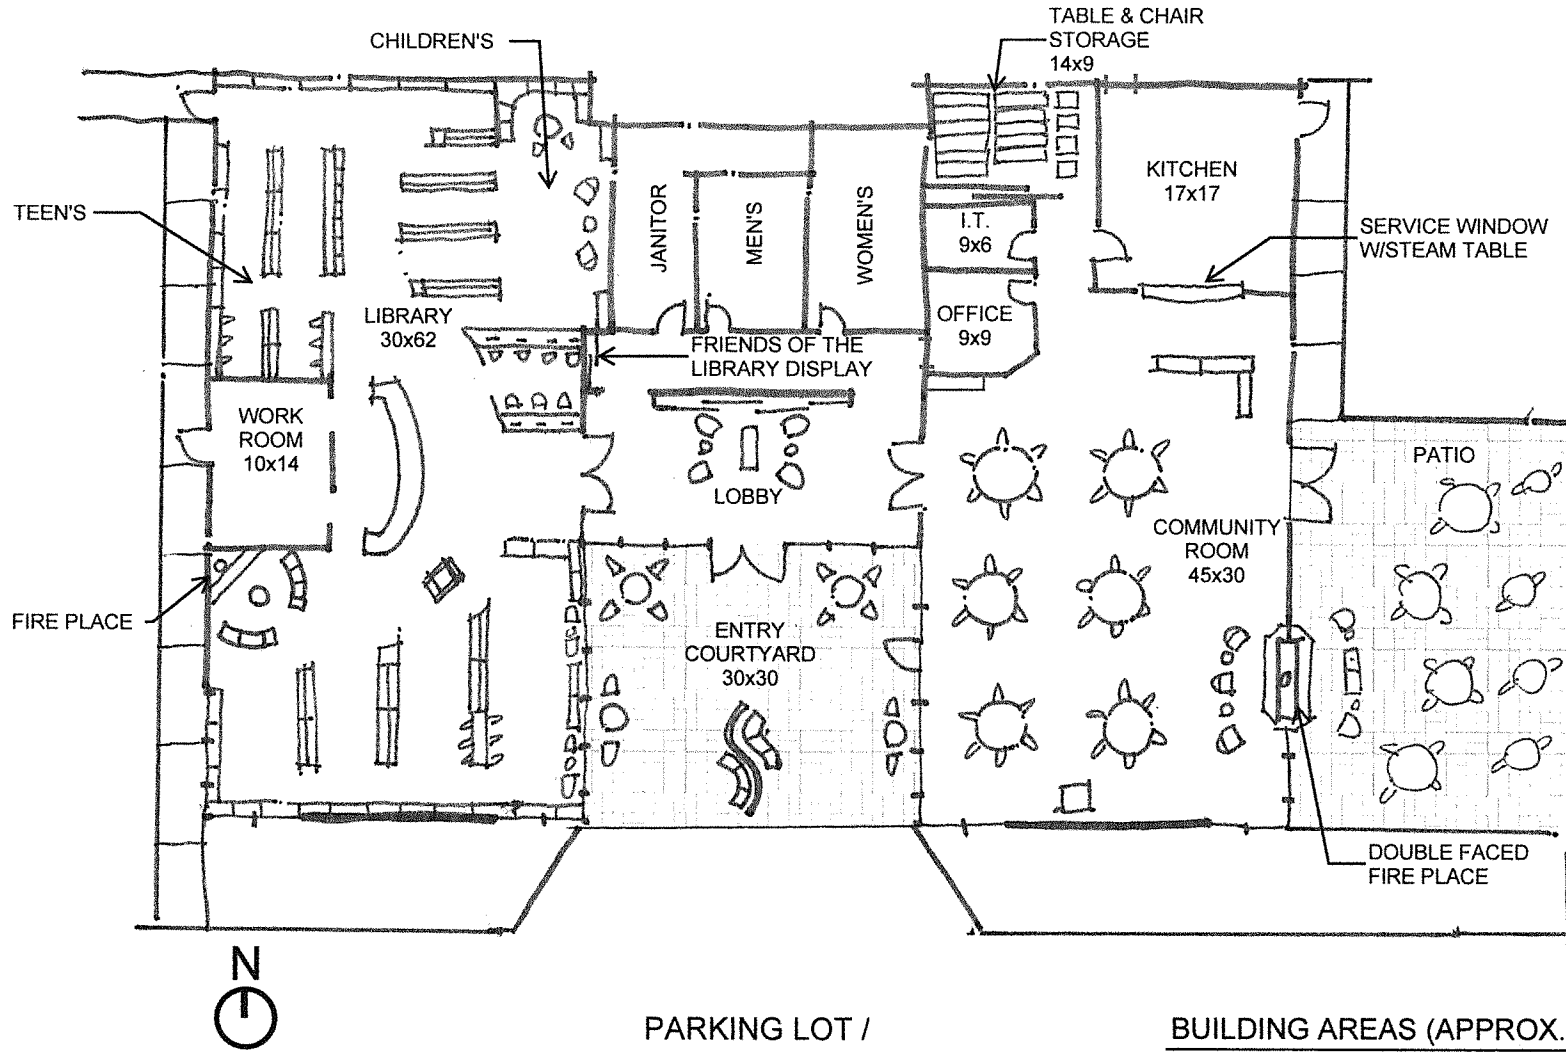 TABLE & CHAIR
STORAGE
14x9
CHILDREN'S
KITCHEN
17x17
TEEN'S
JANITOR
MEN'S
WOMEN'S
I.T.
9x6
SERVICE WINDOW
W/STEAM TABLE
LIBRARY
30x62
OFFICE
9x9
FRIENDS OF THE
LIBRARY DISPLAY
WORK
ROOM
10x14
LOBBY
PATIO
COMMUNITY
ROOM
45x30
FIRE PLACE
ENTRY
COURTYARD
30x30
DOUBLE FACED
FIRE PLACE
N
PARKING LOT /
BUILDING AREAS (APPROX.